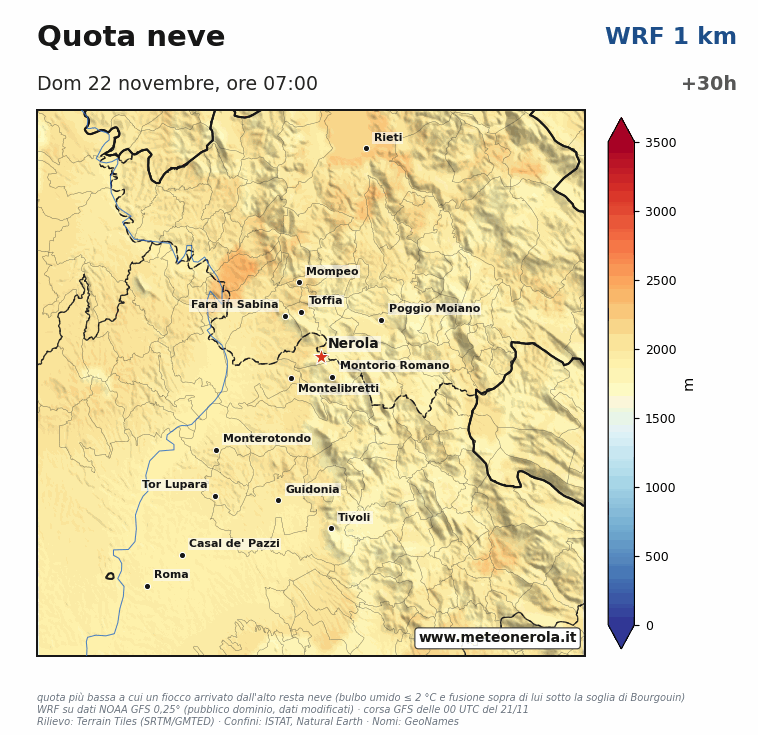 Quota neve
WRF 1 km
Dom 22 novembre, ore 07:00
+30h
Rieti
Mompeo
Fara in Sabina
Toffia
Poggio Moiano
Nerola
Montorio Romano
Montelibretti
Monterotondo
Tor Lupara
Guidonia
Tivoli
Casal de' Pazzi
Roma
www.meteonerola.it
3500
3000
2500
2000
1500
1000
500
0
m
quota più bassa a cui un fiocco arrivato dall'alto resta neve (bulbo umido ≤ 2 °C e fusione sopra di lui sotto la soglia di Bourgouin)
WRF su dati NOAA GFS 0,25° (pubblico dominio, dati modificati) · corsa GFS delle 00 UTC del 21/11
Rilievo: Terrain Tiles (SRTM/GMTED) · Confini: ISTAT, Natural Earth · Nomi: GeoNames